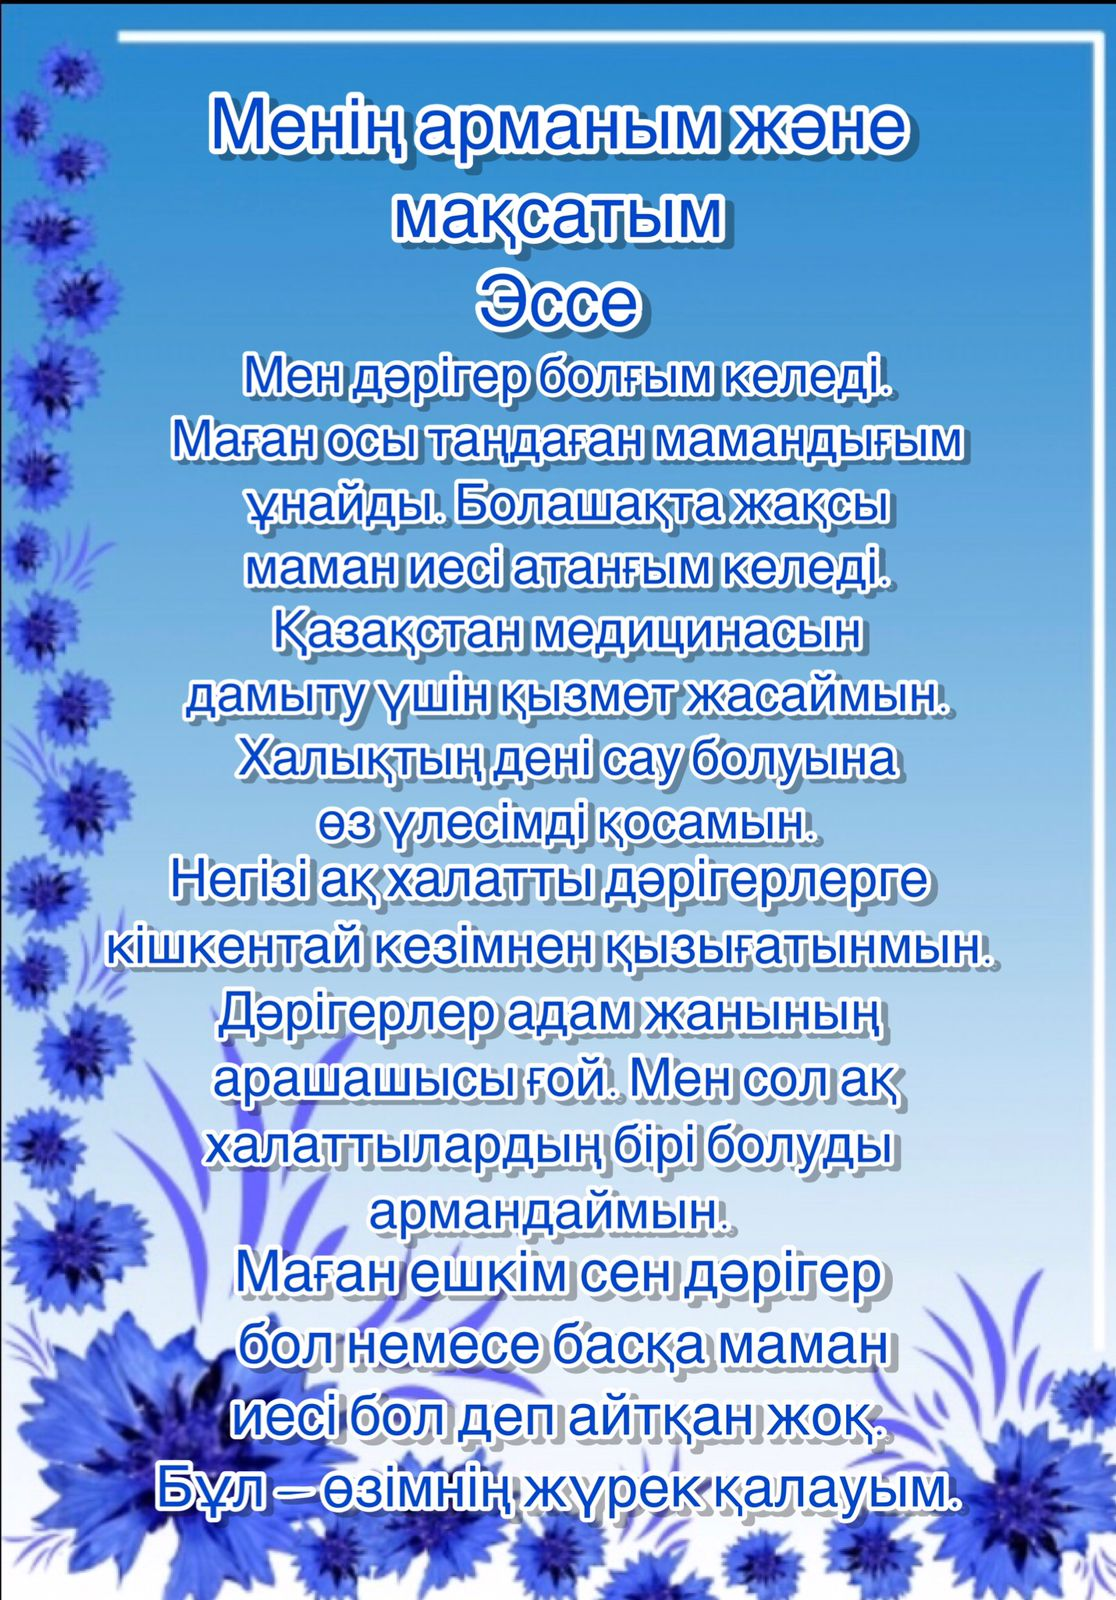 Менің арманым және
мақсатым
Эссе
Мен дәрігер болғым келеді.
Маған осы таңдаған мамандығым
ұнайды. Болашақта жақсы
маман иесі атанғым келеді.
Қазақстан медицинасын
дамыту үшін қызмет жасаймын.
Халықтың дені сау болуына
өз үлесімді қосамын.
Негізі ақ халатты дәрігерлерге
кішкентай кезімнен қызығатынмын.
Дәрігерлер адам жанының
арашашысы ғой. Мен сол ақ
халаттылардың бірі болуды
армандаймын.
Маған ешкім сен дәрігер
бол немесе басқа маман
иесі бол деп айтқан жоқ.
Бұл – өзімнің жүрек қалауым.